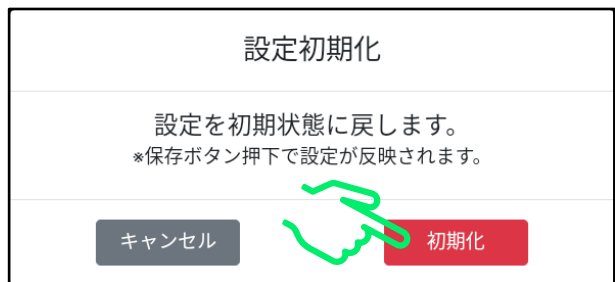 設定初期化
設定を初期状態に戻します。
※保存ボタン押下で設定が反映されます。
キャンセル
初期化